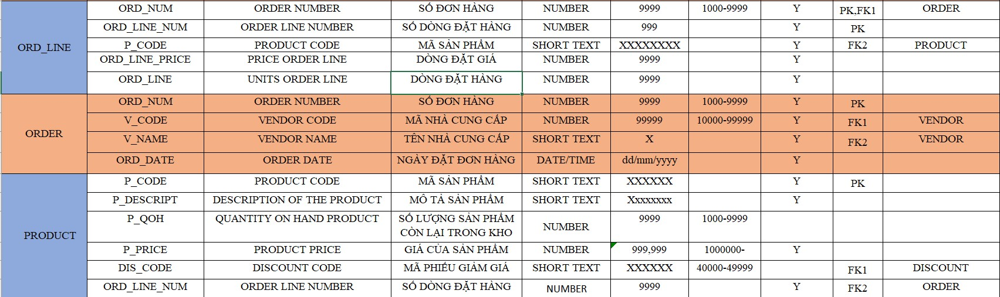 ORD_LINE
ORD_NUM ORDER NUMBER SỐ ĐƠN HÀNG NUMBER 9999 1000-9999 Y PK,FK1 ORDER
ORD_LINE_NUM ORDER LINE NUMBER SỐ DÒNG ĐẶT HÀNG NUMBER 999 Y PK
P_CODE PRODUCT CODE MÃ SẢN PHẨM SHORT TEXT XXXXXXXX Y FK2 PRODUCT
ORD_LINE_PRICE PRICE ORDER LINE DÒNG ĐẶT GIÁ NUMBER 9999 Y
ORD_LINE UNITS ORDER LINE DÒNG ĐẶT HÀNG NUMBER 9999 Y
ORDER
ORD_NUM ORDER NUMBER SỐ ĐƠN HÀNG NUMBER 9999 1000-9999 Y PK
V_CODE VENDOR CODE MÃ NHÀ CUNG CẤP NUMBER 99999 10000-99999 Y FK1 VENDOR
V_NAME VENDOR NAME TÊN NHÀ CUNG CẤP SHORT TEXT X Y FK2 VENDOR
ORD_DATE ORDER DATE NGÀY ĐẶT ĐƠN HÀNG DATE/TIME dd/mm/yyyy Y
PRODUCT
P_CODE PRODUCT CODE MÃ SẢN PHẨM SHORT TEXT XXXXXX Y PK
P_DESCRIPT DESCRIPTION OF THE PRODUCT MÔ TẢ SẢN PHẨM SHORT TEXT Xxxxxxxx Y
P_QOH QUANTITY ON HAND PRODUCT SỐ LƯỢNG SẢN PHẨM
CÒN LẠI TRONG KHO NUMBER 9999 1000-9999
P_PRICE PRODUCT PRICE GIÁ CỦA SẢN PHẨM NUMBER 999,999 1000000- Y
DIS_CODE DISCOUNT CODE MÃ PHIẾU GIẢM GIÁ SHORT TEXT XXXXXX 40000-49999 FK1 DISCOUNT
ORD_LINE_NUM ORDER LINE NUMBER SỐ DÒNG ĐẶT HÀNG NUMBER 9999 Y FK2 ORDER